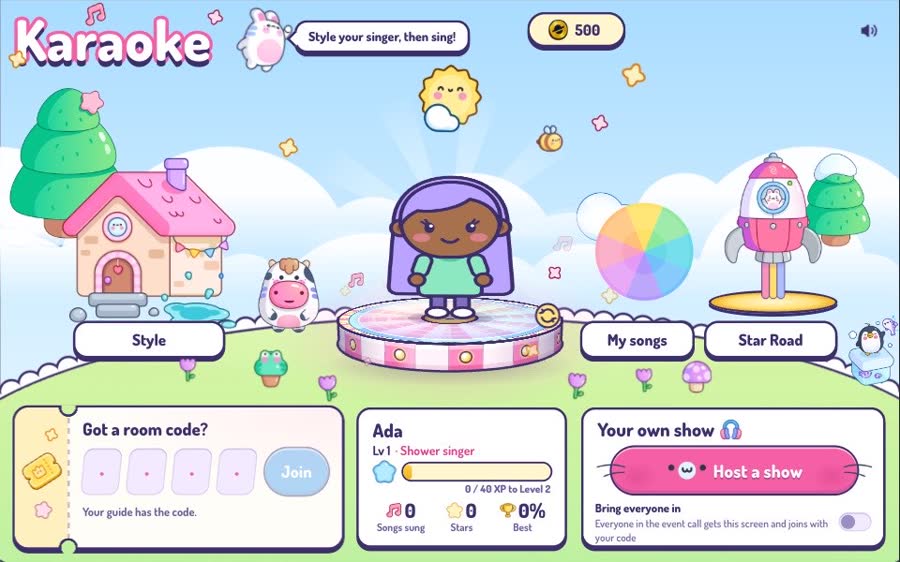 Karaoke
Style your singer, then sing!
500
Style
My songs
Star Road
Got a room code?
Join
Your guide has the code.
Ada
Lv 1 · Shower singer
0 / 40 XP to Level 2
0
Songs sung
0
Stars
0%
Best
Your own show
Host a show
Bring everyone in
Everyone in the event call gets this screen and joins with
your code